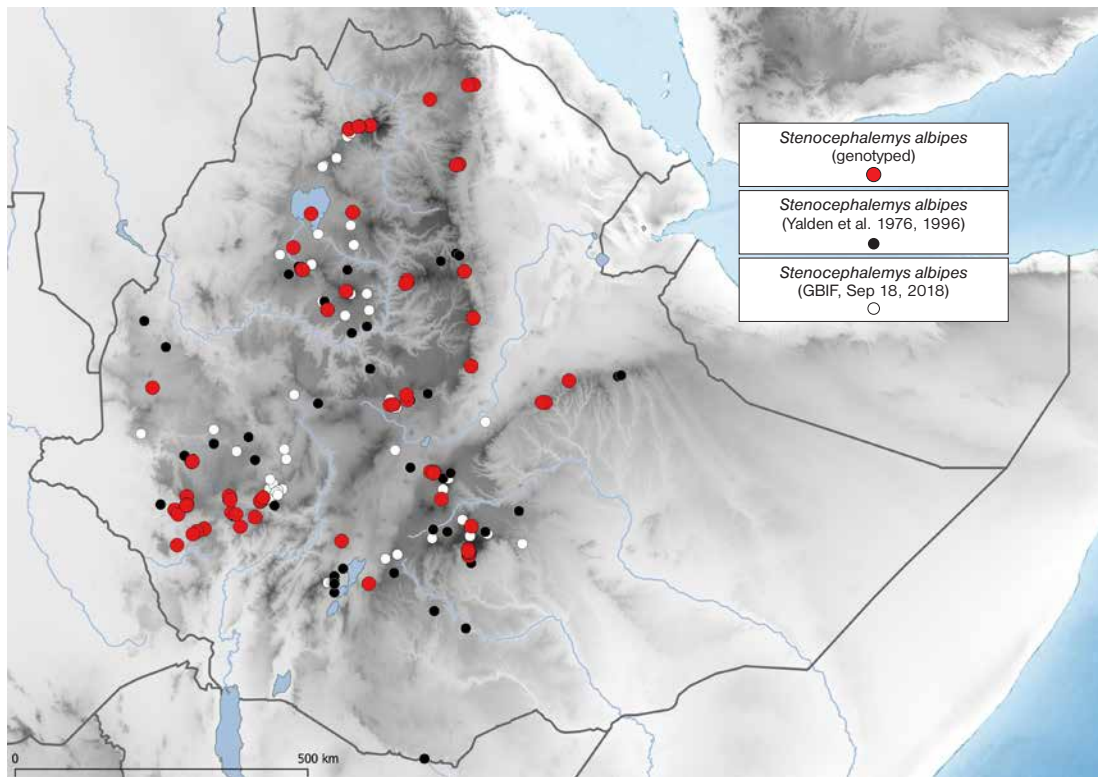 Stenocephalemys albipes
(genotyped)
Stenocephalemys albipes
(Yalden et al. 1976, 1996)
Stenocephalemys albipes
(GBIF, Sep 18, 2018)
0
500 km